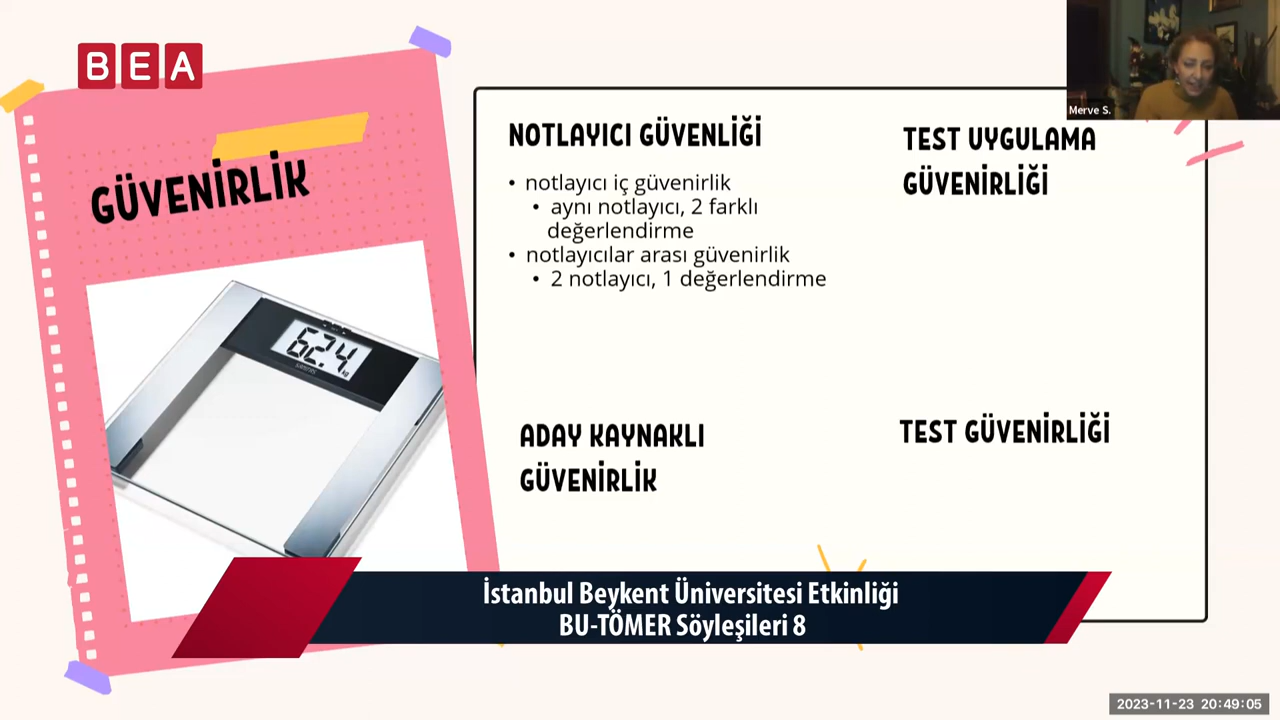 BEA
GÜVENİRLİK
62.4
kg
NOTLAYICI GÜVENLİĞİ
• notlayıcı iç güvenirlik
• aynı notlayıcı, 2 farklı
değerlendirme
• notlayıcılar arası güvenirlik
• 2 notlayıcı, 1 değerlendirme
TEST UYGULAMA
GÜVENİRLİĞİ
ADAY KAYNAKLI
GÜVENİRLİK
TEST GÜVENİRLİĞİ
Merve S.
İstanbul Beykent Üniversitesi Etkinliği
BU-TÖMER Söyleşileri 8
2023-11-23 20:49:05